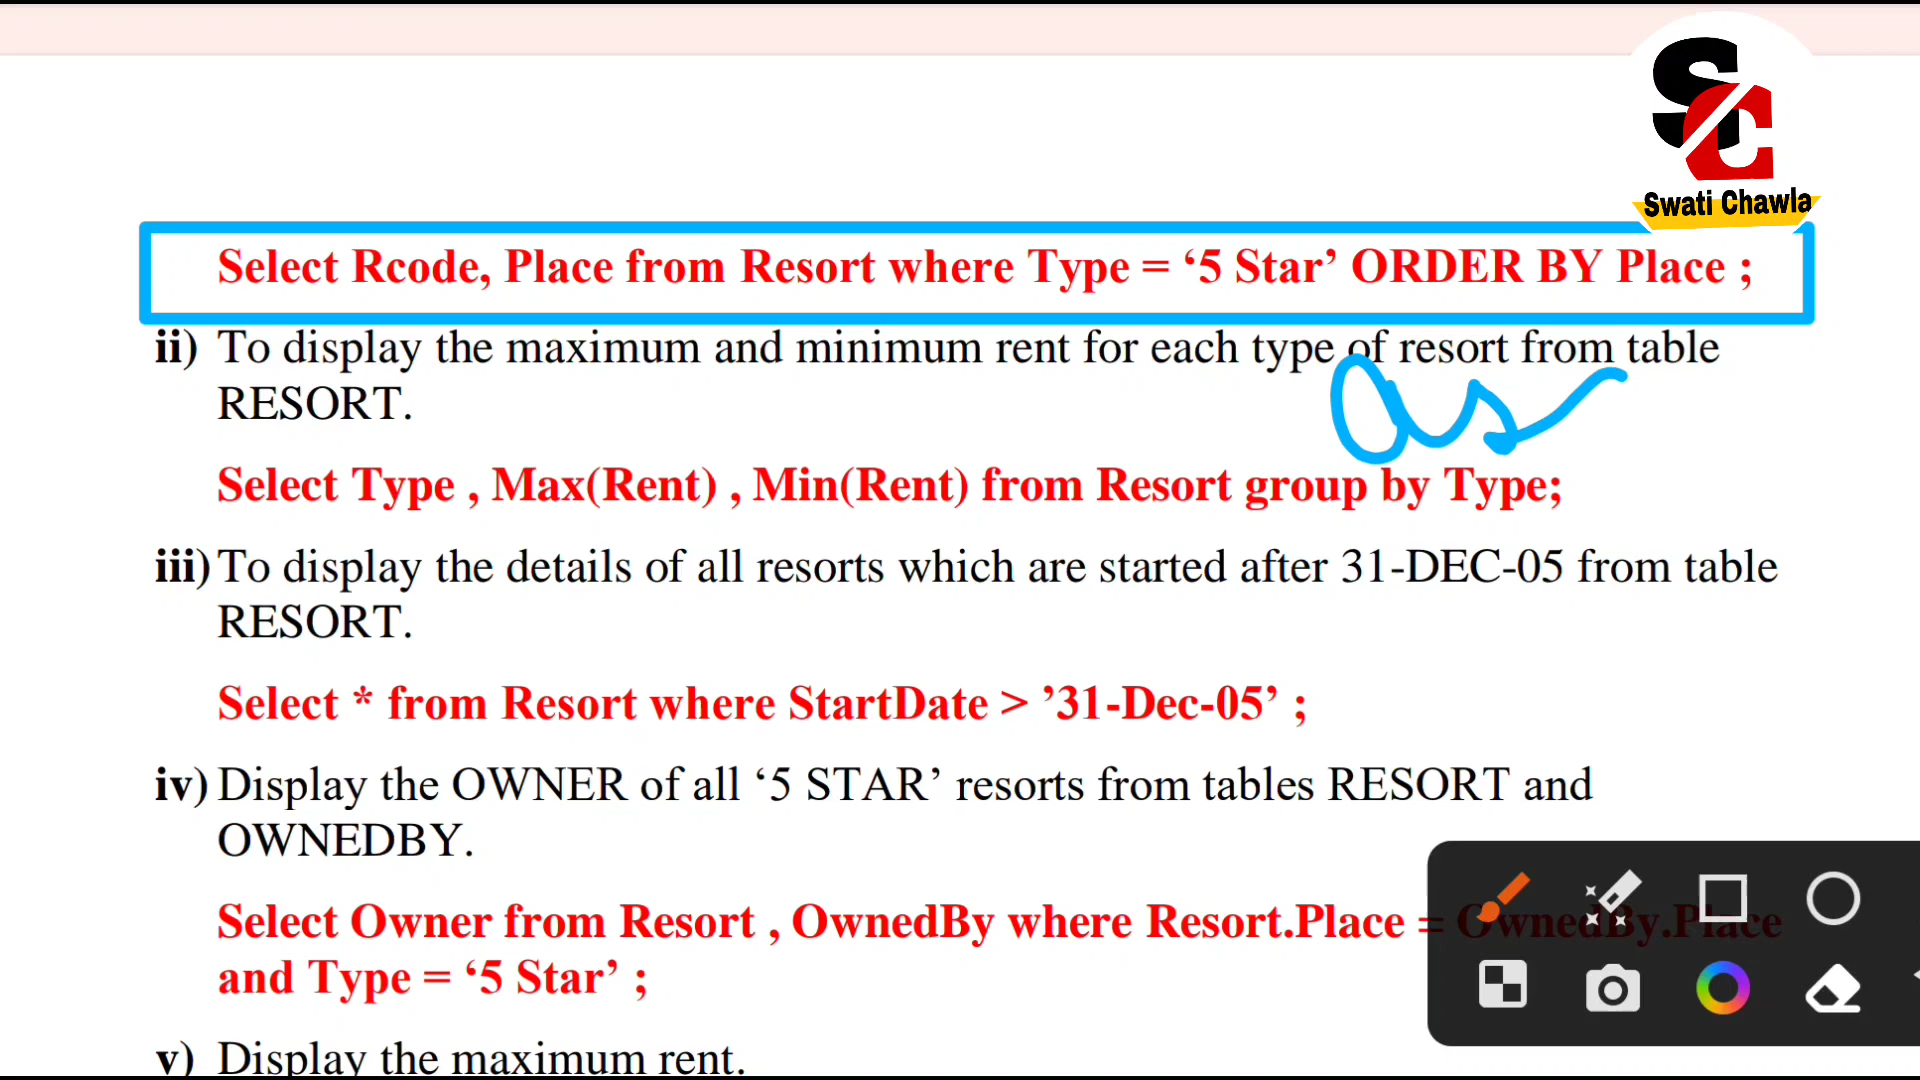 SC
Swati Chawla
Select Rcode, Place from Resort where Type = ‘5 Star’ ORDER BY Place ;
ii) To display the maximum and minimum rent for each type of resort from table
RESORT.
as
Select Type , Max(Rent) , Min(Rent) from Resort group by Type;
iii) To display the details of all resorts which are started after 31-DEC-05 from table
RESORT.
Select * from Resort where StartDate > ’31-Dec-05’ ;
iv) Display the OWNER of all ‘5 STAR’ resorts from tables RESORT and
OWNEDBY.
Select Owner from Resort , OwnedBy where Resort.Place = OwnedBy.Place
and Type = ‘5 Star’ ;
v) Display the maximum rent.